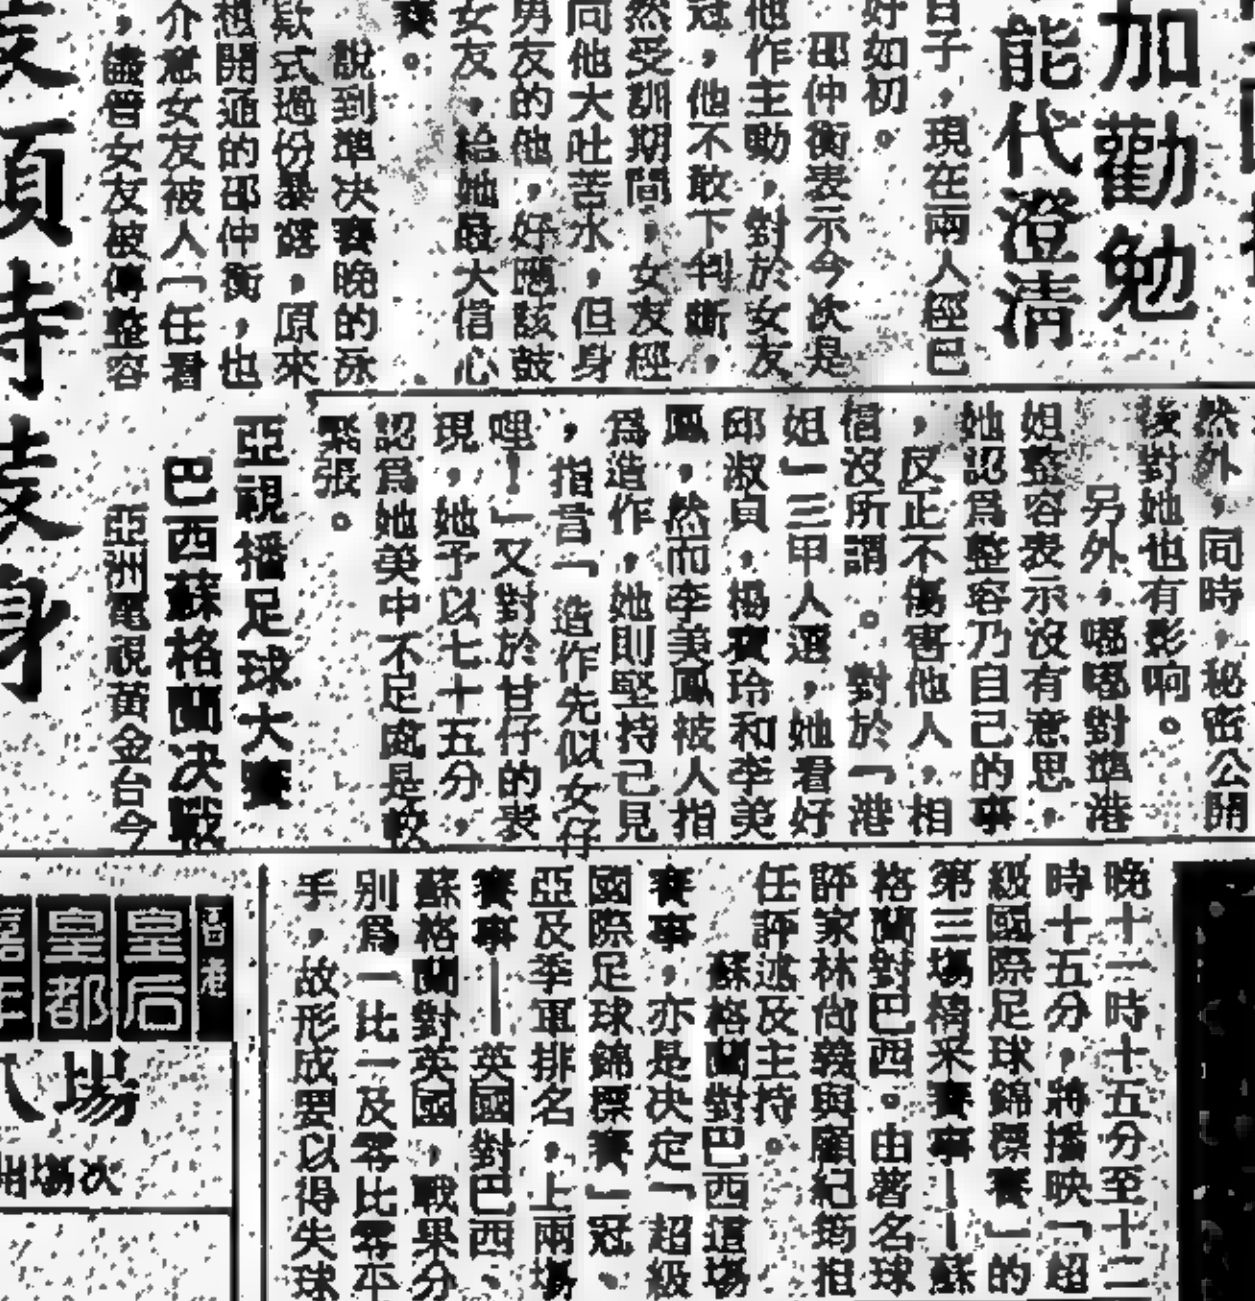 加勸勉
能代澄清
日子，現在兩人經已
好如初。
邵仲衡表示今次是
他作主動，對於女友
冠，他不敢下判斷，
然受訓期間，女友經
向他大吐苦水，但身
男友的他，好應該鼓
女友，給她最大信心
賽。
說到準决賽晚的泳
欵式過份暴露，原來
也開通的邵仲衡，也
介意女友被人「任看
，儘管女友被傳整容
然外，同時，秘密公開
後對她也有影响。
另外，嘟嘟對準港
姐整容表示沒有意思，
她認爲整容乃自己的事
，反正不傷害他人，相
信沒所謂。對於「港
姐」三甲人選，她看好
邱淑貞，楊寶玲和李美
鳳，然而李美鳳被人指
爲造作，她則堅持己見
，指爲「造作先似女仔
哩！」又對於甘仔的表
現，她予以七十五分，
認爲她美中不足處是較
緊張。
亞視播足球大賽
巴西蘇格蘭决戰
亞洲電視黃金台今
晚十一時十五分至十二
時十五分，將播映「超
級國際足球錦標賽」的
第三場精采賽事——蘇
格蘭對巴西。由著名球
評家林尚義與顧紀筠担
任評述及主持。
蘇格蘭對巴西這場
賽事，亦是决定「超級
國際足球錦標賽」冠、
亞及季軍排名，上兩場
賽事——英國對巴西、
蘇格蘭對英國，戰果分
别爲一比一及零比零平
手，故形成要以得失球
香港
皇后
皇都
場
場次